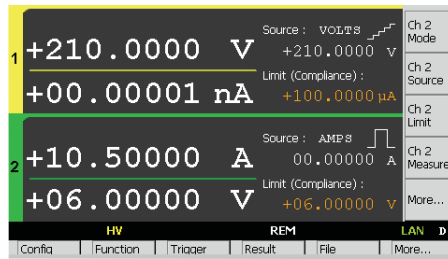 1
+210.0000 V
+00.00001 nA
Source : VOLTS
+210.0000 V
Limit (Compliance) :
+100.0000 µA
2
+10.50000 A
+06.00000 V
Source : AMPS
00.00000 A
Limit (Compliance) :
+06.00000 V
Ch 2
Mode
Ch 2
Source
Ch 2
Limit
Ch 2
Measure
More...
HV REM LAN D
Config Function Trigger Result File More...